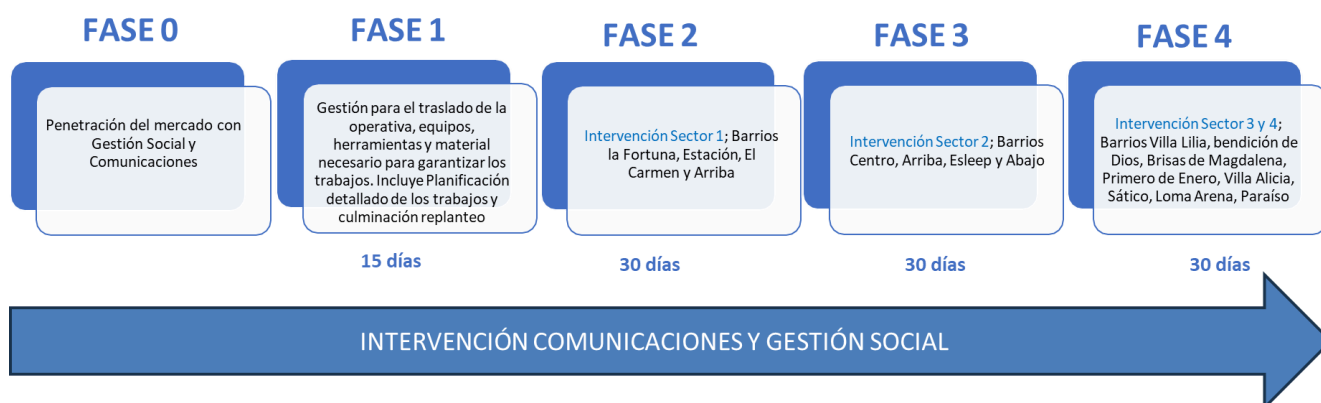 FASE 0
Penetración del mercado con
Gestión Social y
Comunicaciones
FASE 1
Gestión para el traslado de la
operativa, equipos,
herramientas y material
necesario para garantizar los
trabajos. Incluye Planificación
detallado de los trabajos y
culminación replanteo
15 días
FASE 2
Intervención Sector 1; Barrios
la Fortuna, Estación, El
Carmen y Arriba
30 días
FASE 3
Intervención Sector 2; Barrios
Centro, Arriba, Esleep y Abajo
30 días
FASE 4
Intervención Sector 3 y 4;
Barrios Villa Lilia, bendición de
Dios, Brisas de Magdalena,
Primero de Enero, Villa Alicia,
Sático, Loma Arena, Paraíso
30 días
INTERVENCIÓN COMUNICACIONES Y GESTIÓN SOCIAL